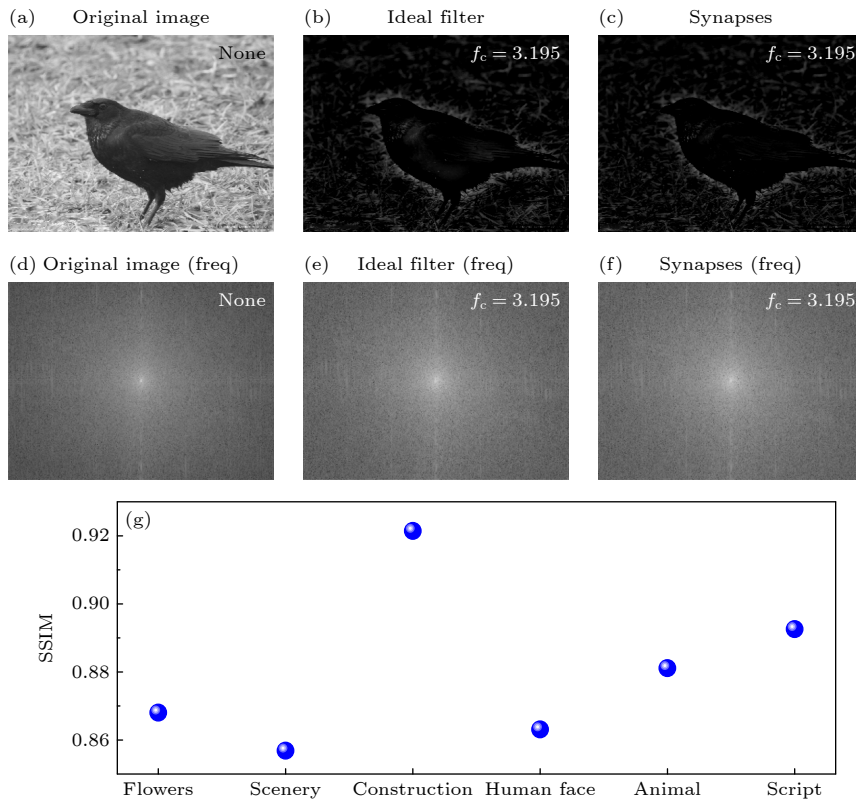 (a) Original image
(b) Ideal filter
(c) Synapses
None
fc = 3.195
fc = 3.195
(d) Original image (freq)
(e) Ideal filter (freq)
(f) Synapses (freq)
None
fc = 3.195
fc = 3.195
(g)
0.92
0.90
0.88
0.86
SSIM
Flowers Scenery Construction Human face Animal Script